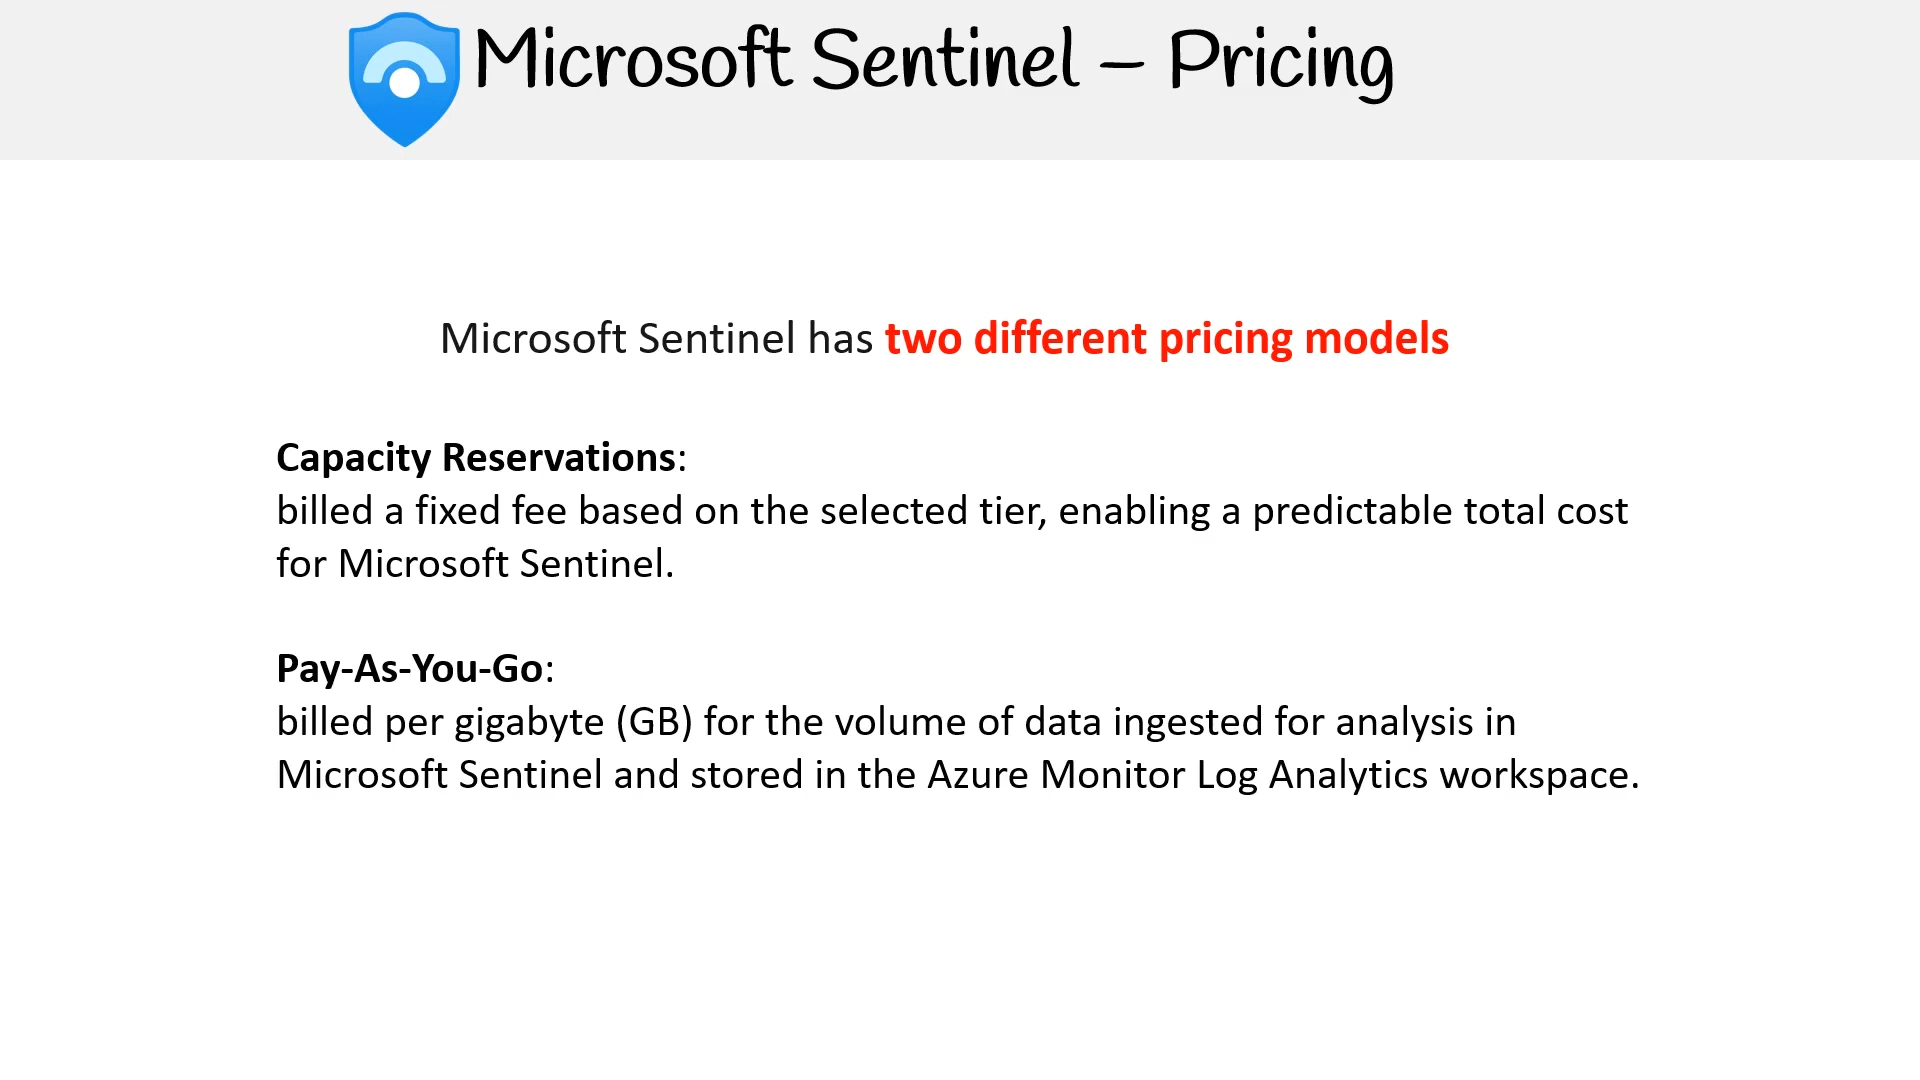 Microsoft Sentinel – Pricing
Microsoft Sentinel has two different pricing models
Capacity Reservations:
billed a fixed fee based on the selected tier, enabling a predictable total cost
for Microsoft Sentinel.
Pay-As-You-Go:
billed per gigabyte (GB) for the volume of data ingested for analysis in
Microsoft Sentinel and stored in the Azure Monitor Log Analytics workspace.